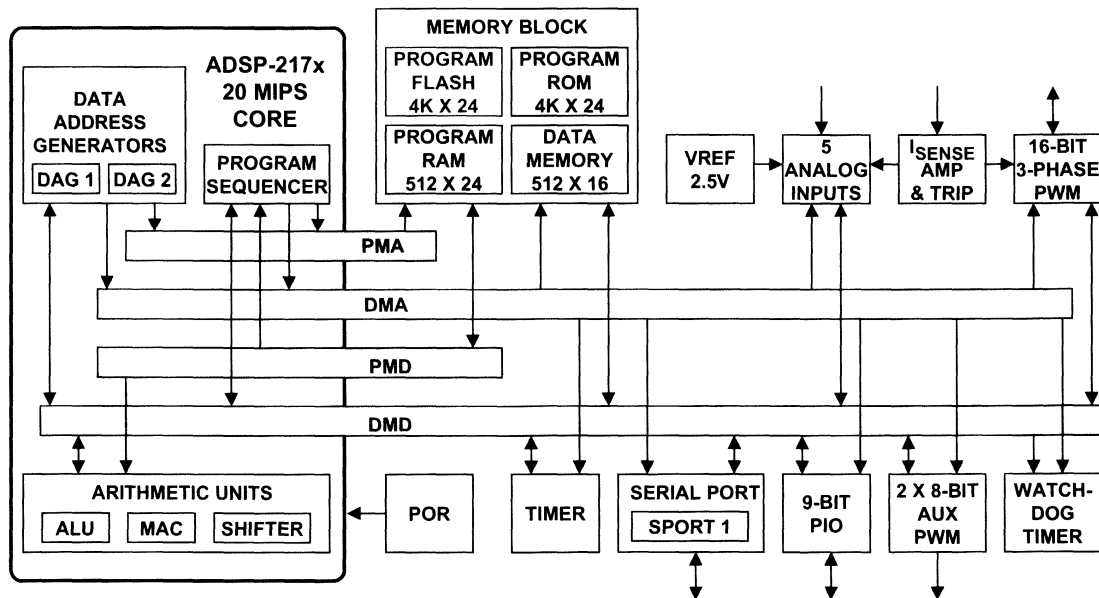 ADSP-217x
20 MIPS
CORE
DATA
ADDRESS
GENERATORS
DAG 1
DAG 2
PROGRAM
SEQUENCER
MEMORY BLOCK
PROGRAM
FLASH
4K X 24
PROGRAM
ROM
4K X 24
PROGRAM
RAM
512 X 24
DATA
MEMORY
512 X 16
VREF
2.5V
5
ANALOG
INPUTS
ISENSE
AMP
& TRIP
16-BIT
3-PHASE
PWM
PMA
DMA
PMD
DMD
ARITHMETIC UNITS
ALU
MAC
SHIFTER
POR
TIMER
SERIAL PORT
SPORT 1
9-BIT
PIO
2 X 8-BIT
AUX
PWM
WATCH-
DOG
TIMER